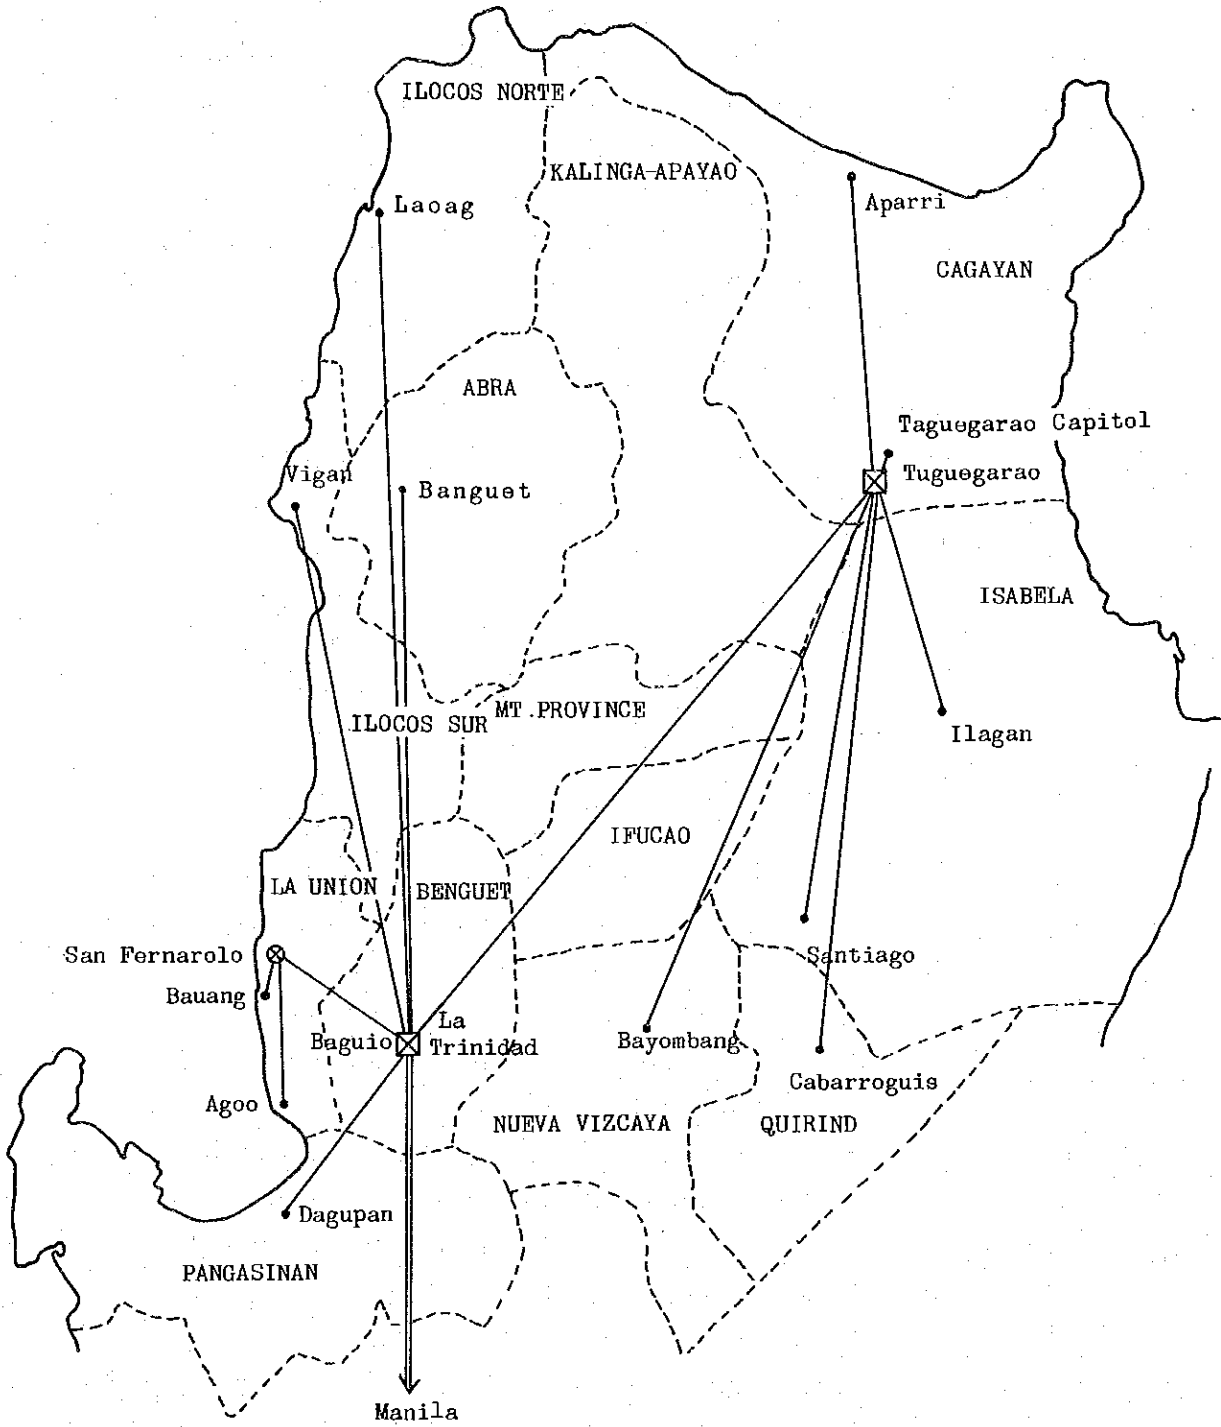 ILOCOS NORTE
KALINGA-APAYAO
Aparri
Laoag
CAGAYAN
ABRA
Taguegarao Capitol
Vigan
Tuguegarao
Banguet
ISABELA
MT.PROVINCE
ILOCOS SUR
Ilagan
IFUCAO
LA UNION
BENGUET
San Fernarolo
Santiago
Bauang
La
Baguio
Trinidad
Bayombang
Cabarroguis
Agoo
NUEVA VIZCAYA
QUIRIND
Dagupan
PANGASINAN
Manila